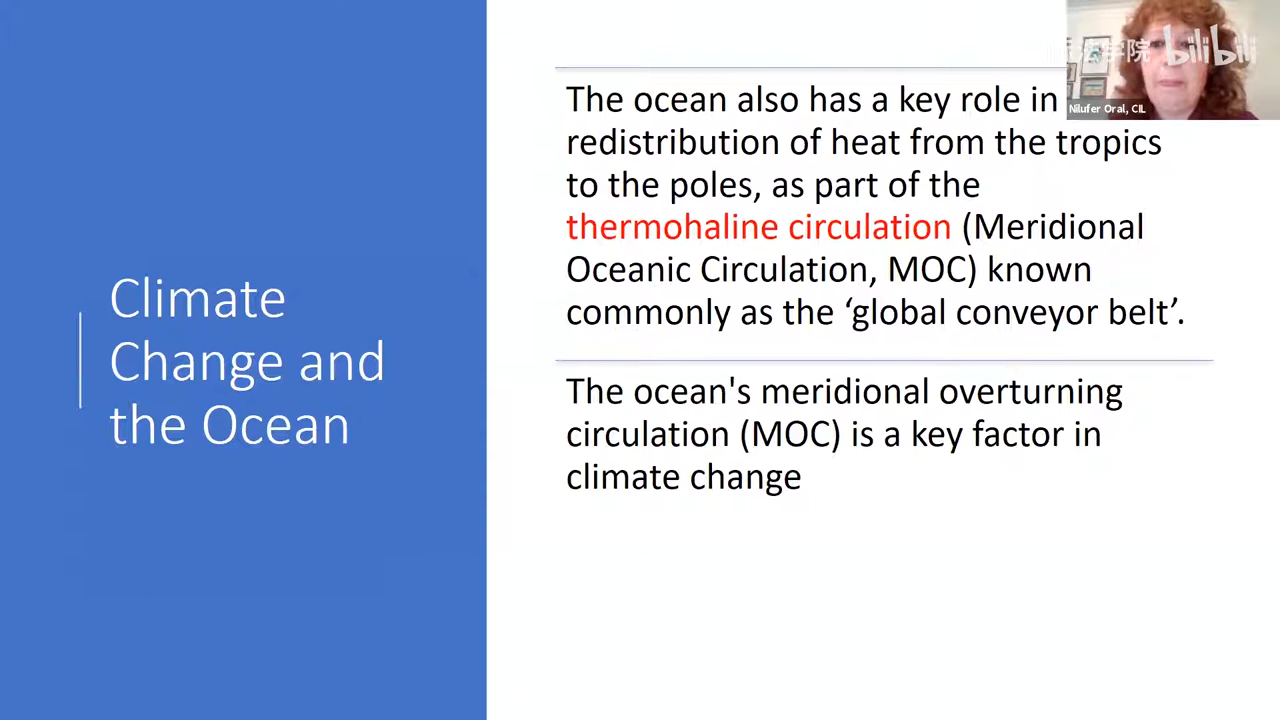 Climate
Change and
the Ocean
The ocean also has a key role in
redistribution of heat from the tropics
to the poles, as part of the
thermohaline circulation (Meridional
Oceanic Circulation, MOC) known
commonly as the ‘global conveyor belt’.
The ocean's meridional overturning
circulation (MOC) is a key factor in
climate change
学院 bilibili
Nilufer Oral, CIL